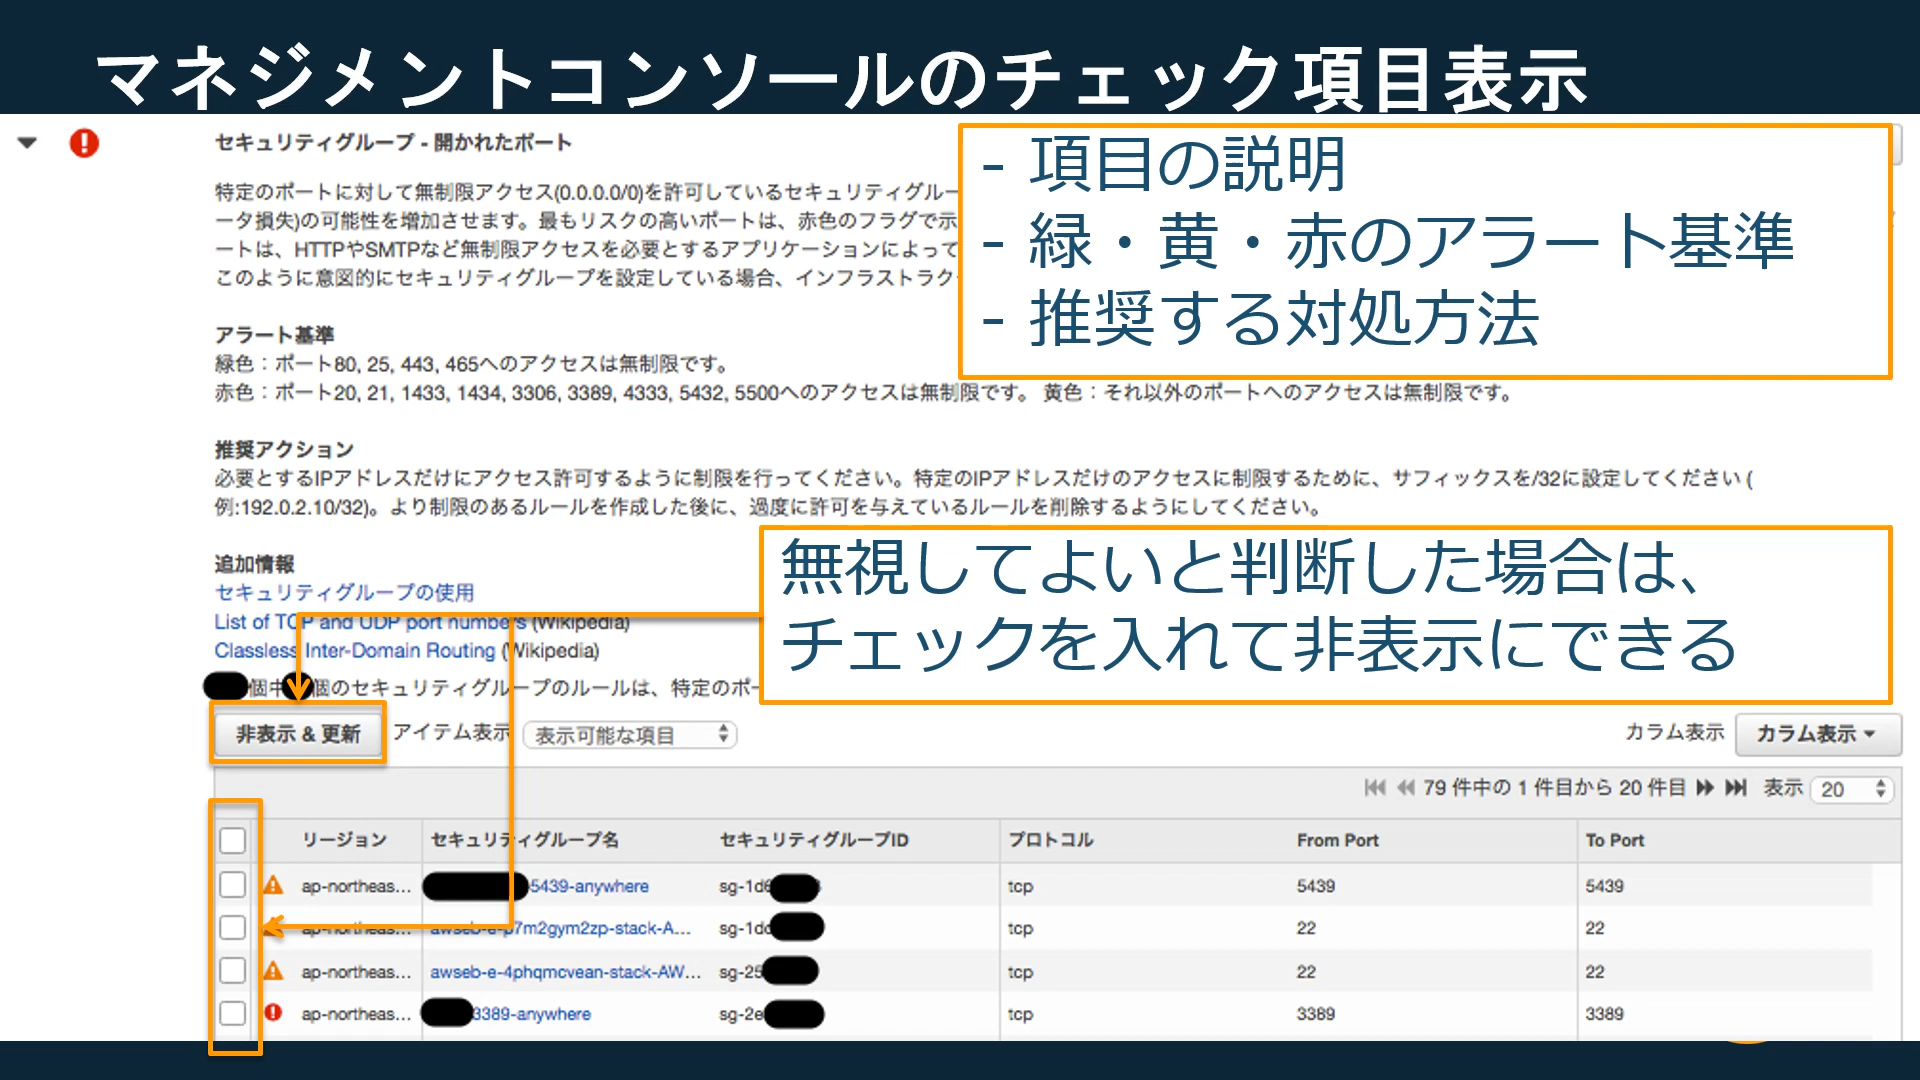 マネジメントコンソールのチェック項目表示
セキュリティグループ - 開かれたポート
- 項目の説明
- 緑・黄・赤のアラート基準
- 推奨する対処方法
特定のポートに対して無制限アクセス(0.0.0.0/0)を許可しているセキュリティグルー
ータ損失)の可能性を増加させます。最もリスクの高いポートは、赤色のフラグで示
ートは、HTTPやSMTPなど無制限アクセスを必要とするアプリケーションによって
このように意図的にセキュリティグループを設定している場合、インフラストラク
アラート基準
緑色：ポート80, 25, 443, 465へのアクセスは無制限です。
赤色：ポート20, 21, 1433, 1434, 3306, 3389, 4333, 5432, 5500へのアクセスは無制限です。 黄色：それ以外のポートへのアクセスは無制限です。
推奨アクション
必要とするIPアドレスだけにアクセス許可するように制限を行ってください。特定のIPアドレスだけのアクセスに制限するために、サフィックスを/32に設定してください (
例:192.0.2.10/32)。より制限のあるルールを作成した後に、過度に許可を与えているルールを削除するようにしてください。
無視してよいと判断した場合は、
チェックを入れて非表示にできる
追加情報
セキュリティグループの使用
List of TCP and UDP port numbers (Wikipedia)
Classless Inter-Domain Routing (Wikipedia)
個中 個のセキュリティグループのルールは、特定のポー
非表示 & 更新 アイテム表示 表示可能な項目 カラム表示 カラム表示
79 件中の 1 件目から 20 件目 表示 20
リージョン セキュリティグループ名 セキュリティグループID プロトコル From Port To Port
ap-northeas... 5439-anywhere sg-1d6 tcp 5439 5439
ap-northeas... awseb-e-p7m2gym2zp-stack-A... sg-1dd tcp 22 22
ap-northeas... awseb-e-4phqmcvean-stack-AW... sg-25 tcp 22 22
ap-northeas... 3389-anywhere sg-2e tcp 3389 3389